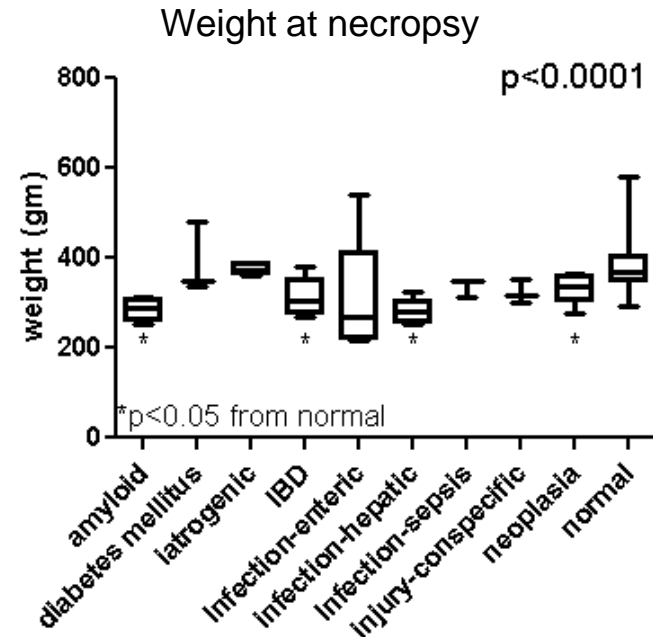 Weight at necropsy
p<0.0001
weight (gm)
800
600
400
200
0
* * * *
*p<0.05 from normal
amyloid
diabetes mellitus
iatrogenic
IBD
Infection-enteric
infection-hepatic
Infection-sepsis
injury-conspecific
neoplasia
normal